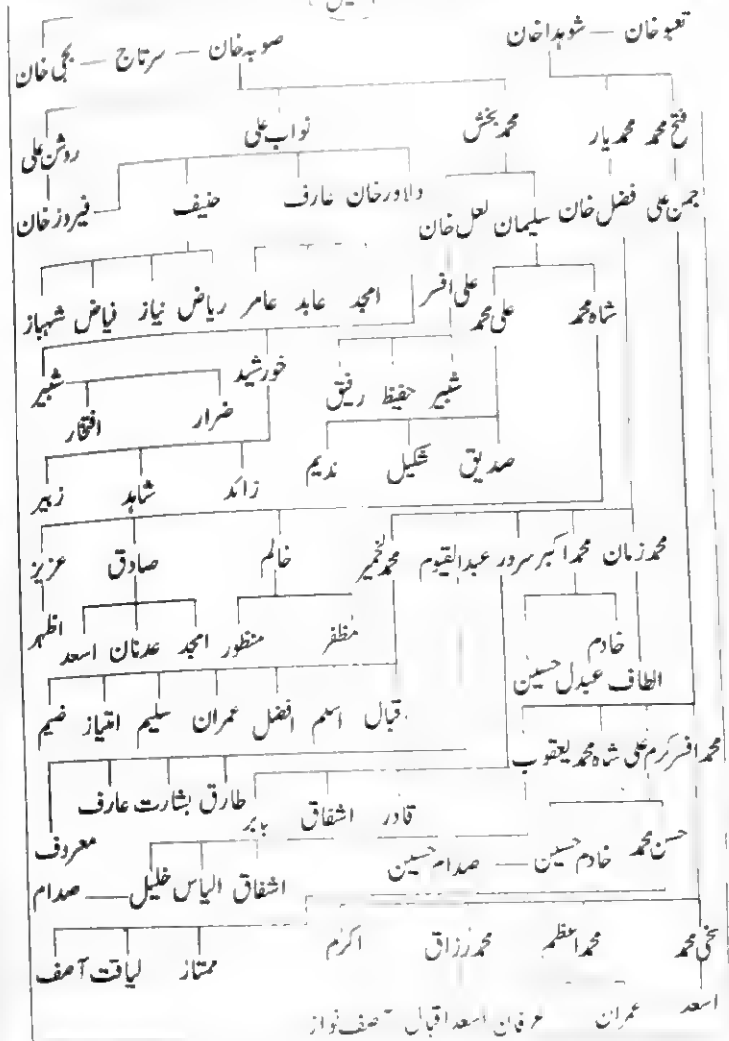 تعبو خان — شوہدا خان صوبہ خان — سرتاج — بجی خان
فتح محمد محمد یار محمد بخش نواب علی روشن علی
جمن علی فضل خان سلیمان لعل خان دلاور خان عارف حنیف فیروز خان
شاہ محمد علی محمد علی افسر امجد عابد عامر ریاض نیاز فیاض شہباز
شبیر حفیظ رفیق خورشید ضرار افتخار شبیر
صدیق شکیل ندیم زائد شاہد زبیر
محمد زمان محمد اکبر سرور عبدالقیوم محمد خمیر خالم صادق عزیز
خادم حسین عبدل الطاف مظفر منظور امجد عدنان اسعد اظہر
اقبال اسلم افضل عمران سلیم امتیاز ضیم
محمد افسر کرم علی شاہ محمد یعقوب
قادر اشفاق بابر طارق بشارت عارف معروف
حسن محمد خادم حسین — صدام حسین اشفاق الیاس خلیل — صدام
سخی محمد محمد اعظم محمد رزاق اکرم ممتاز لیاقت آصف
اسعد عمران عرفان اسعد اقبال آصف نواز